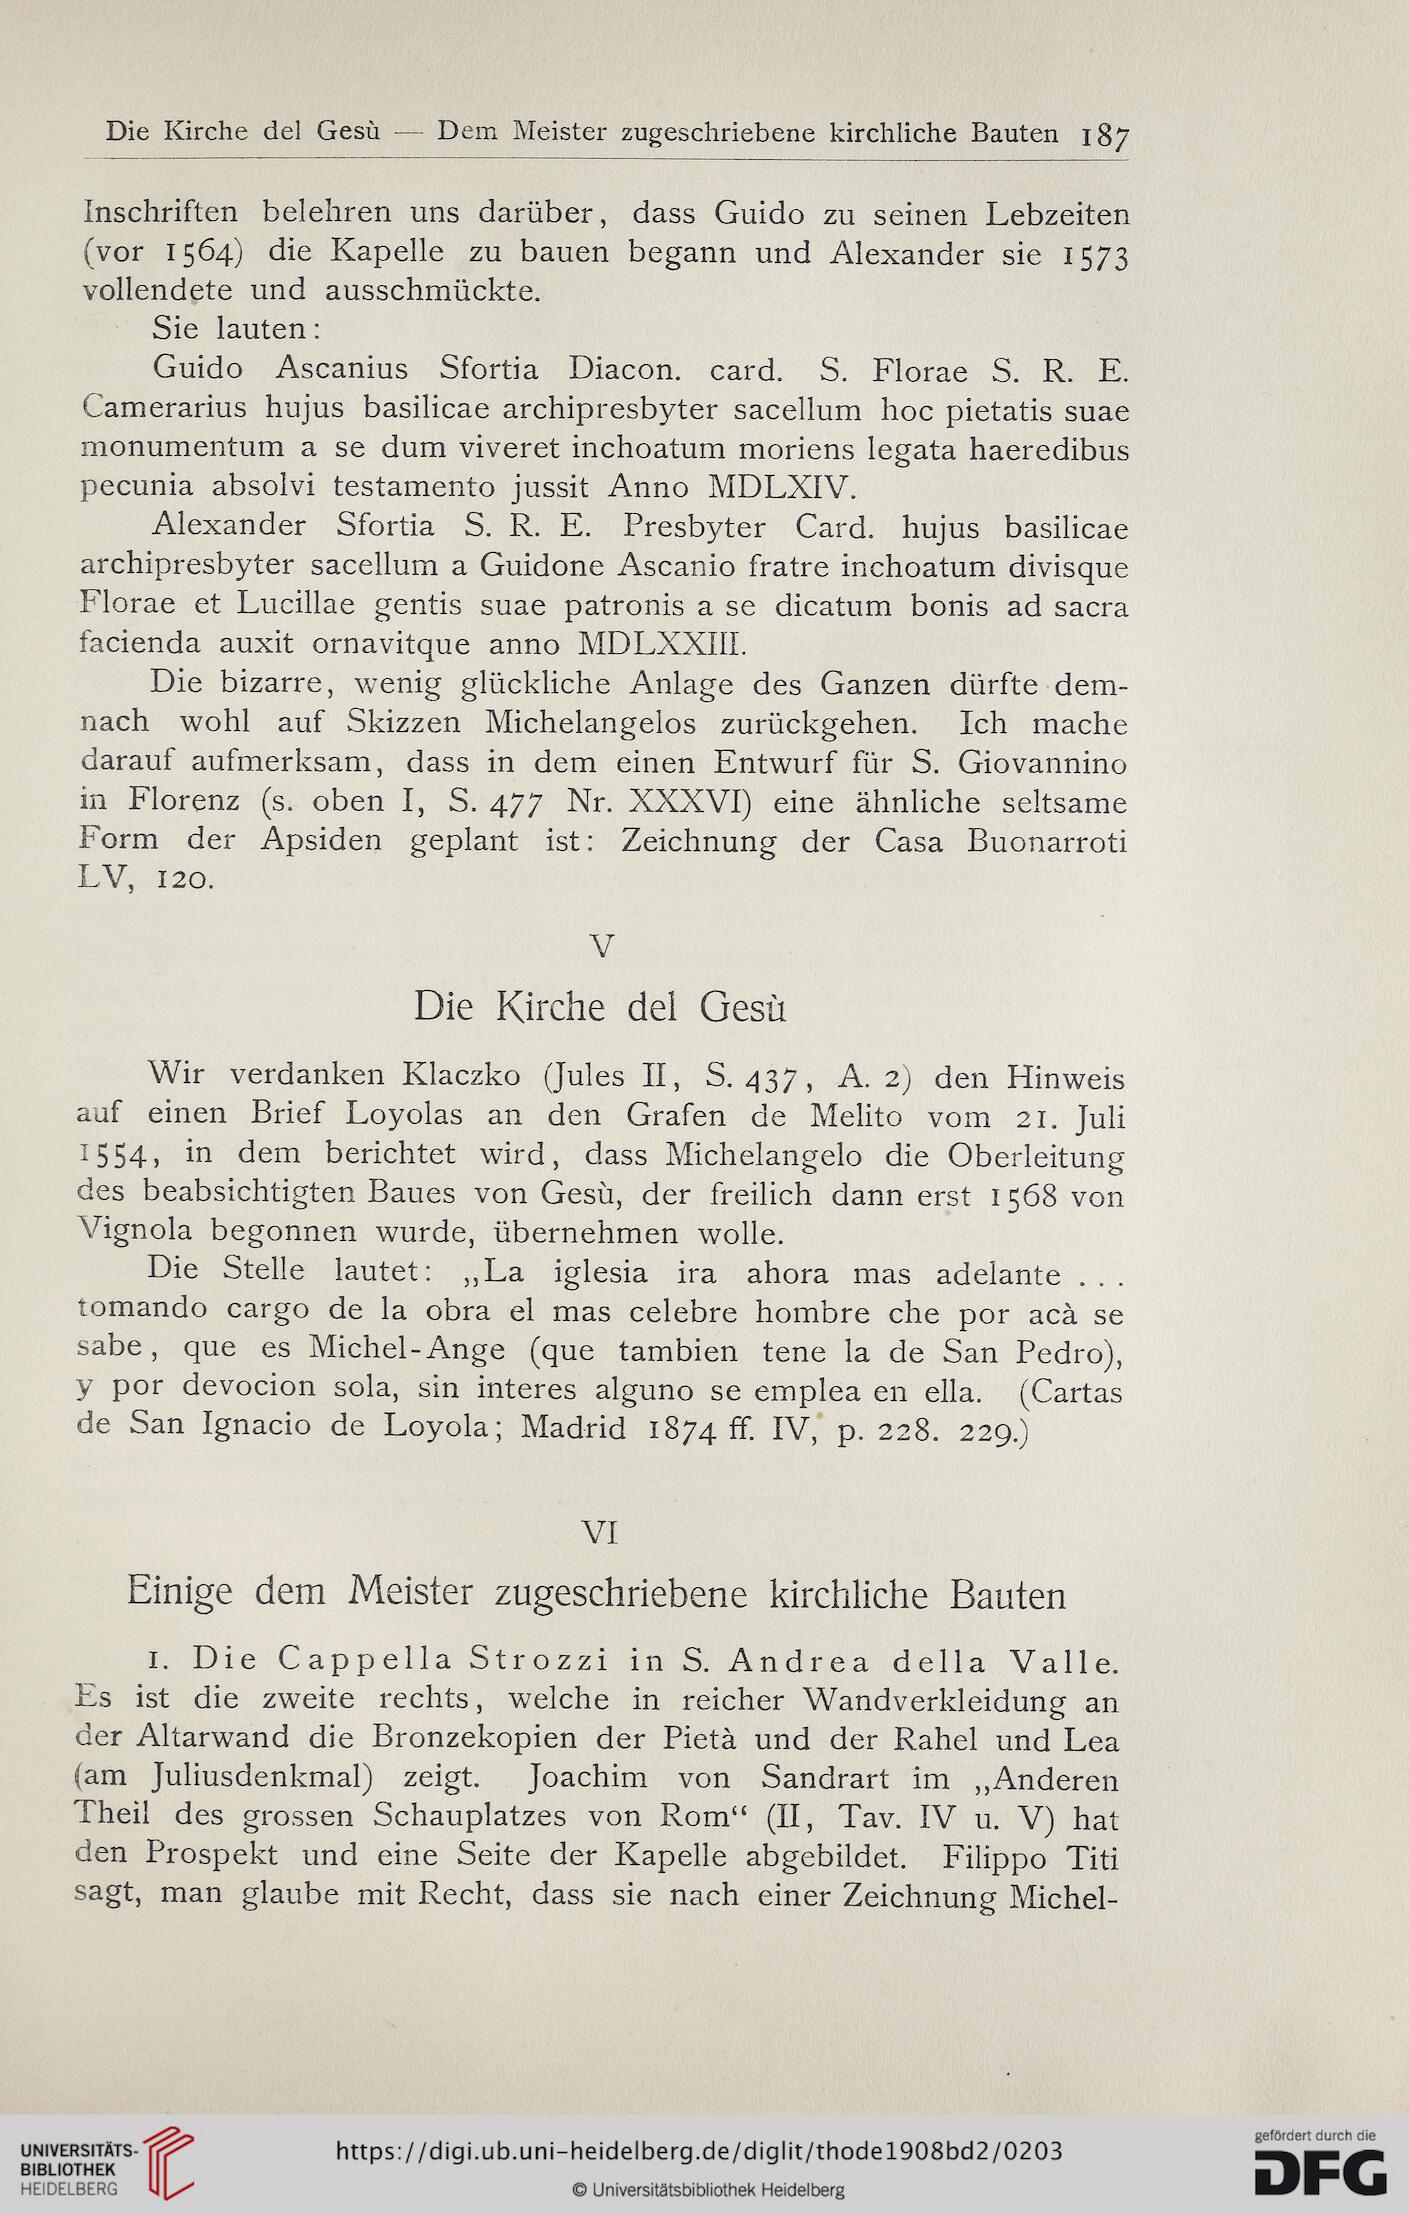 Die Kirche del Gesù — Dem Meister zugeschriebene kirchliche Bauten 187
Inschriften belehren uns darüber, dass Guido zu seinen Lebzeiten
(vor 1564) die Kapelle zu bauen begann und Alexander sie 1573
vollendete und ausschmückte.
Sie lauten:
Guido Ascanius Sfortia Diacon. card. S. Florae S. R. E.
Camerarius hujus basilicae archipresbyter sacellum hoc pietatis suae
monumentum a se dum viveret inchoatum moriens legata haeredibus
pecunia absolvi testamento jussit Anno MDLXIV.
Alexander Sfortia S. R. E. Presbyter Card. hujus basilicae
archipresbyter sacellum a Guidone Ascanio fratre inchoatum divisque
Florae et Lucillae gentis suae patronis a se dicatum bonis ad sacra
facienda auxit ornavitque anno MDLXXIII.
Die bizarre, wenig glückliche Anlage des Ganzen dürfte dem-
nach wohl auf Skizzen Michelangelos zurückgehen. Ich mache
darauf aufmerksam, dass in dem einen Entwurf für S. Giovannino
in Florenz (s. oben I, S. 477 Nr. XXXVI) eine ähnliche seltsame
Form der Apsiden geplant ist: Zeichnung der Casa Buonarroti
LV, 120.
V
Die Kirche del Gesù
Wir verdanken Klaczko (Jules II, S. 437, A. 2) den Hinweis
auf einen Brief Loyolas an den Grafen de Melito vom 21. Juli
1554, in dem berichtet wird, dass Michelangelo die Oberleitung
des beabsichtigten Baues von Gesù, der freilich dann erst 1568 von
Vignola begonnen wurde, übernehmen wolle.
Die Stelle lautet: „La iglesia ira ahora mas adelante . . .
tomando cargo de la obra el mas celebre hombre che por acà se
sabe, que es Michel-Ange (que tambien tene la de San Pedro),
y por devocion sola, sin interes alguno se emplea en ella. (Cartas
de San Ignacio de Loyola; Madrid 1874 ff. IV, p. 228. 229.)
VI
Einige dem Meister zugeschriebene kirchliche Bauten
1. Die Cappella Strozzi in S. Andrea della Valle.
Es ist die zweite rechts, welche in reicher Wandverkleidung an
der Altarwand die Bronzekopien der Pietà und der Rahel und Lea
(am Juliusdenkmal) zeigt. Joachim von Sandrart im „Anderen
Theil des grossen Schauplatzes von Rom“ (II, Tav. IV u. V) hat
den Prospekt und eine Seite der Kapelle abgebildet. Filippo Titi
sagt, man glaube mit Recht, dass sie nach einer Zeichnung Michel-
UNIVERSITÄTS-
BIBLIOTHEK
HEIDELBERG
https://digi.ub.uni-heidelberg.de/diglit/thode1908bd2/0203
© Universitätsbibliothek Heidelberg
gefördert durch die
DFG